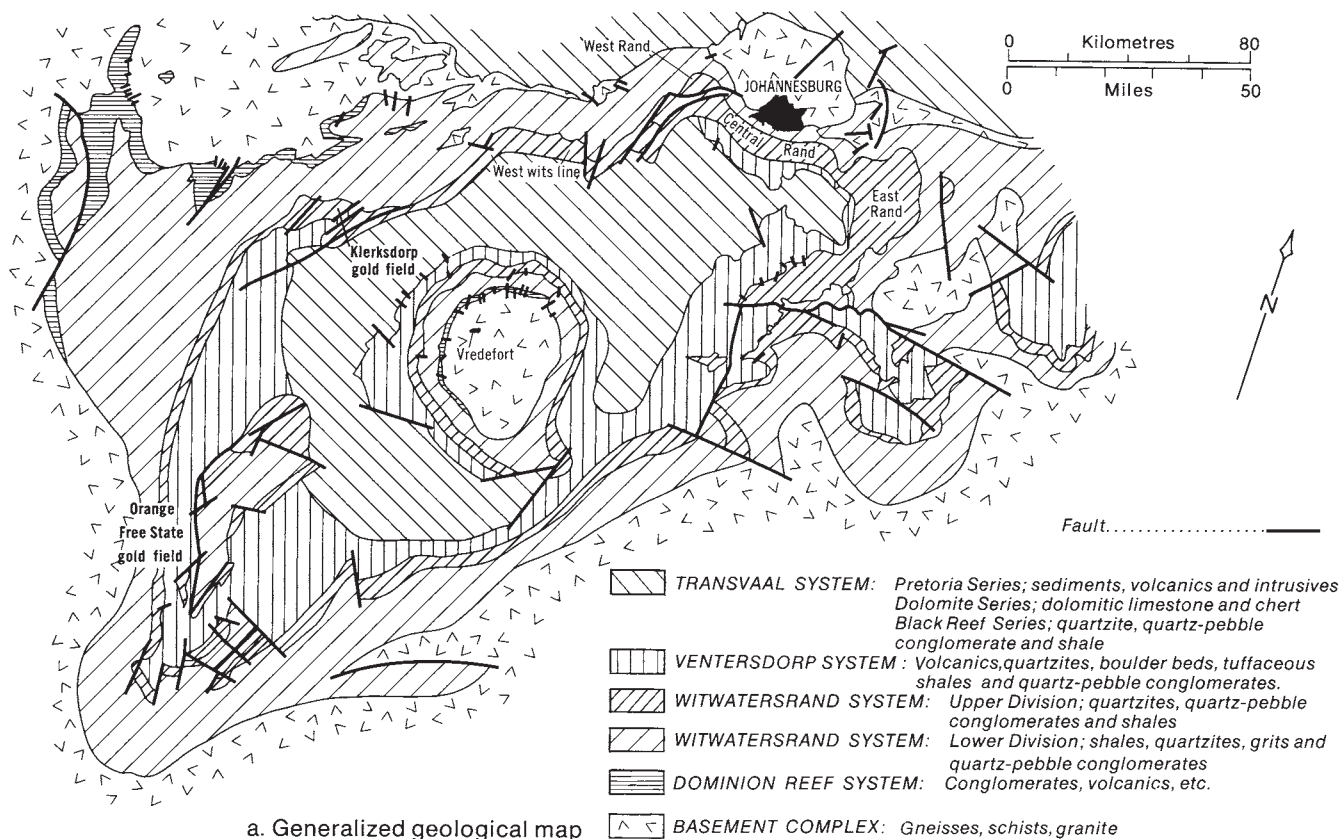 West Rand
JOHANNESBURG
0 Kilometres 80
0 Miles 50
Central Rand
West wits line
East Rand
Klerksdorp
gold field
N
Vredefort
Orange
Free State
gold field
Fault
TRANSVAAL SYSTEM: Pretoria Series; sediments, volcanics and intrusives
Dolomite Series; dolomitic limestone and chert
Black Reef Series; quartzite, quartz-pebble
conglomerate and shale
VENTERSDORP SYSTEM: Volcanics, quartzites, boulder beds, tuffaceous
shales and quartz-pebble conglomerates.
WITWATERSRAND SYSTEM: Upper Division; quartzites, quartz-pebble
conglomerates and shales
WITWATERSRAND SYSTEM: Lower Division; shales, quartzites, grits and
quartz-pebble conglomerates
DOMINION REEF SYSTEM: Conglomerates, volcanics, etc.
a. Generalized geological map
BASEMENT COMPLEX: Gneisses, schists, granite